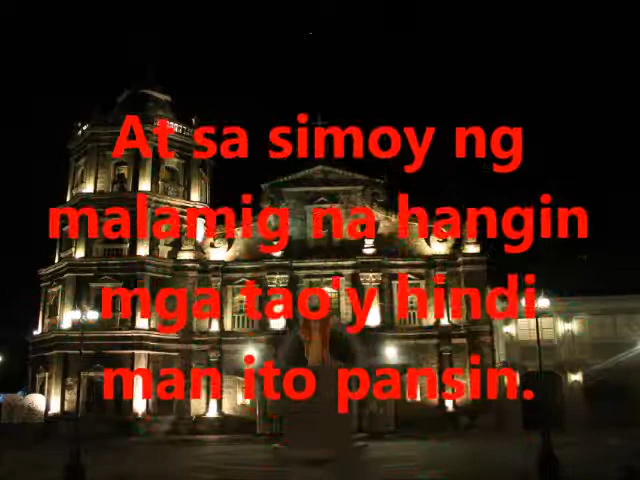 At sa simoy ng
malamig na hangin
mga tao'y hindi
man ito pansin.